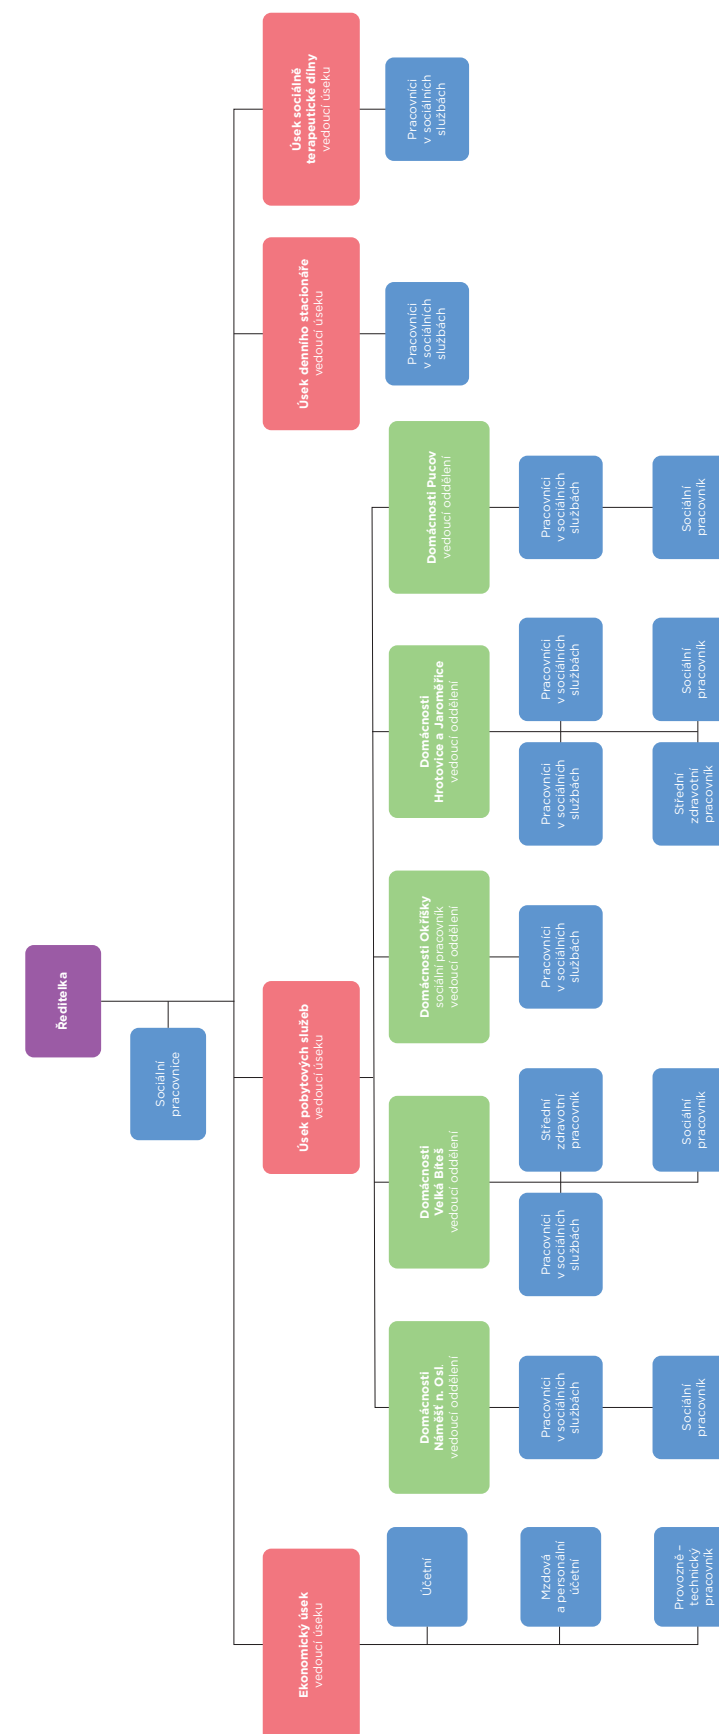 Ředitelka
Sociální
pracovnice
Ekonomický úsek
vedoucí úseku
Úsek pobytových služeb
vedoucí úseku
Úsek denního stacionáře
vedoucí úseku
Úsek sociálně
terapeutické dílny
vedoucí úseku
Účetní
Mzdová
a personální
účetní
Provozně –
technický
pracovník
Domácnosti
Náměšť n. Osl.
vedoucí oddělení
Pracovníci
v sociálních
službách
Sociální
pracovník
Domácnosti
Velká Bíteš
vedoucí oddělení
Pracovníci
v sociálních
službách
Střední
zdravotní
pracovník
Sociální
pracovník
Domácnosti Okříšky
sociální pracovník
vedoucí oddělení
Pracovníci
v sociálních
službách
Domácnosti
Hrotovice a Jaroměřice
vedoucí oddělení
Pracovníci
v sociálních
službách
Pracovníci
v sociálních
službách
Střední
zdravotní
pracovník
Sociální
pracovník
Domácnosti Pucov
vedoucí oddělení
Pracovníci
v sociálních
službách
Sociální
pracovník
Pracovníci
v sociálních
službách
Pracovníci
v sociálních
službách